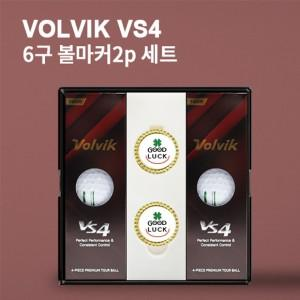 VOLVIK VS4
6구 볼마커2p 세트
Volvik
VS4
Perfect Performance &
Consistent Control
4-PIECE PREMIUM TOUR BALL
GOOD
LUCK
GOOD
LUCK
Volvik
VS4
Perfect Performance &
Consistent Control
4-PIECE PREMIUM TOUR BALL